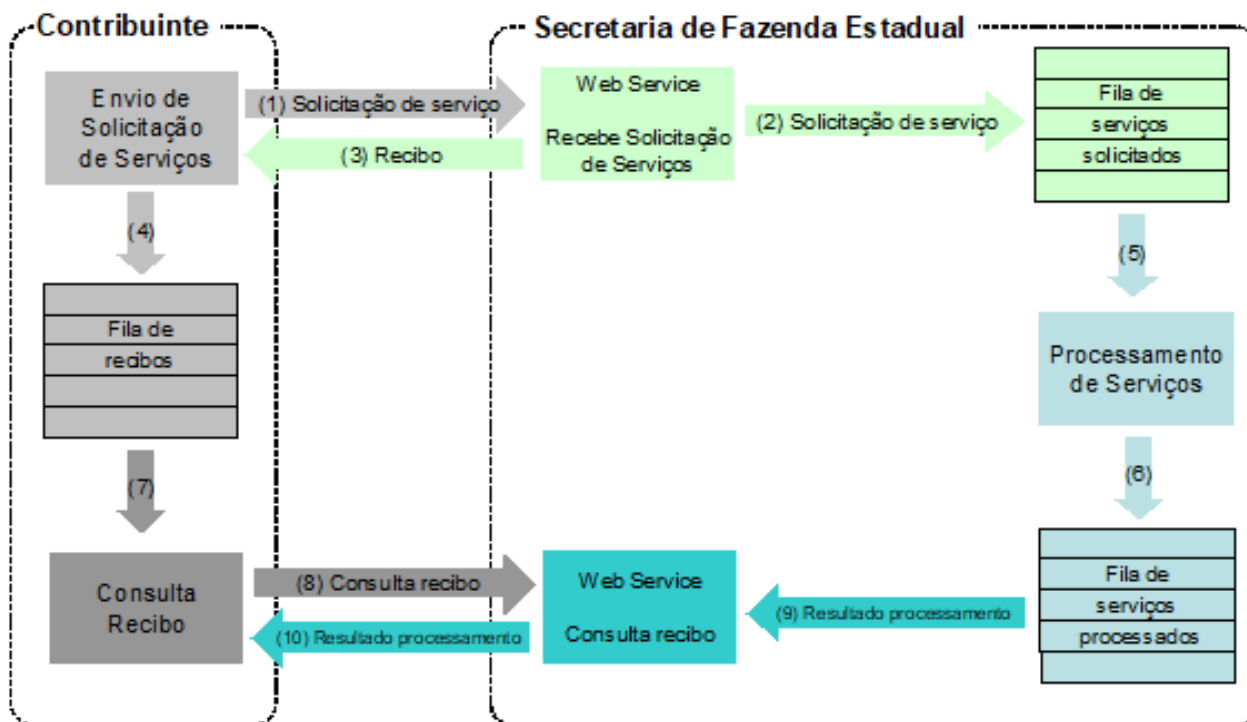 Contribuinte
Secretaria de Fazenda Estadual
Envio de
Solicitação
de Serviços
(1) Solicitação de serviço
(3) Recibo
Web Service
Recebe Solicitação
de Serviços
(2) Solicitação de serviço
Fila de
serviços
solicitados
(4)
(5)
Fila de
recibos
Processamento
de Serviços
(7)
(6)
Consulta
Recibo
(8) Consulta recibo
(10) Resultado processamento
Web Service
Consulta recibo
(9) Resultado processamento
Fila de
serviços
processados